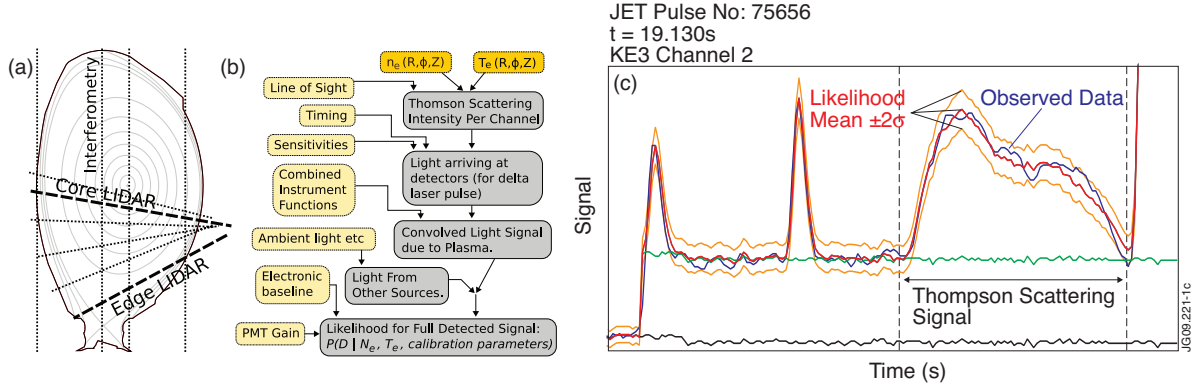 JET Pulse No: 75656
t = 19.130s
KE3 Channel 2
(a)
Interferometry
Core LIDAR
Edge LIDAR
(b)
nₑ(R,ϕ,Z)
Tₑ(R,ϕ,Z)
Line of Sight
Thomson Scattering
Intensity Per Channel
Timing
Sensitivities
Light arriving at
detectors (for delta
laser pulse)
Combined
Instrument
Functions
Convolved Light Signal
due to Plasma.
Ambient light etc
Light From
Other Sources.
Electronic
baseline
PMT Gain
Likelihood for Full Detected Signal:
P(D | Nₑ, Tₑ, calibration parameters)
(c)
Likelihood
Mean ±2σ
Observed Data
Signal
Thompson Scattering
Signal
Time (s)
JG09.221-1c